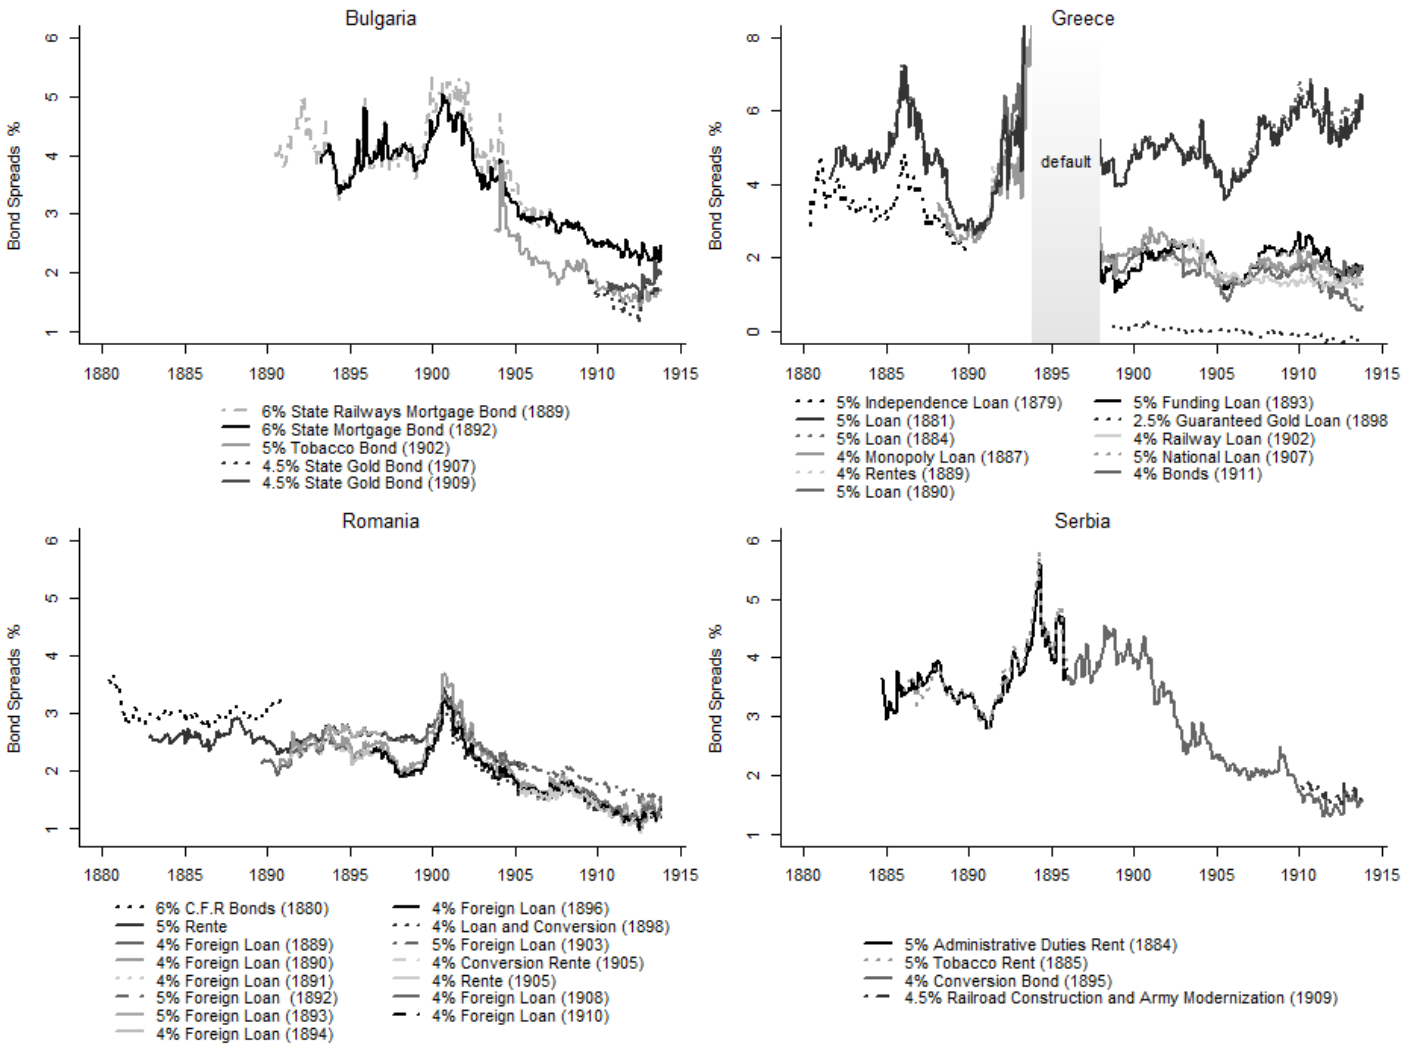 Bulgaria
Bond Spreads %
6
5
4
3
2
1
1880 1885 1890 1895 1900 1905 1910 1915
6% State Railways Mortgage Bond (1889)
6% State Mortgage Bond (1892)
5% Tobacco Bond (1902)
4.5% State Gold Bond (1907)
4.5% State Gold Bond (1909)
Greece
Bond Spreads %
8
6
4
2
0
default
1880 1885 1890 1895 1900 1905 1910 1915
5% Independence Loan (1879)
5% Loan (1881)
5% Loan (1884)
4% Monopoly Loan (1887)
4% Rentes (1889)
5% Loan (1890)
5% Funding Loan (1893)
2.5% Guaranteed Gold Loan (1898
4% Railway Loan (1902)
5% National Loan (1907)
4% Bonds (1911)
Romania
Bond Spreads %
6
5
4
3
2
1
1880 1885 1890 1895 1900 1905 1910 1915
6% C.F.R Bonds (1880)
5% Rente
4% Foreign Loan (1889)
4% Foreign Loan (1890)
4% Foreign Loan (1891)
5% Foreign Loan (1892)
5% Foreign Loan (1893)
4% Foreign Loan (1894)
4% Foreign Loan (1896)
4% Loan and Conversion (1898)
5% Foreign Loan (1903)
4% Conversion Rente (1905)
4% Rente (1905)
4% Foreign Loan (1908)
4% Foreign Loan (1910)
Serbia
Bond Spreads %
6
5
4
3
2
1
1880 1885 1890 1895 1900 1905 1910 1915
5% Administrative Duties Rent (1884)
5% Tobacco Rent (1885)
4% Conversion Bond (1895)
4.5% Railroad Construction and Army Modernization (1909)